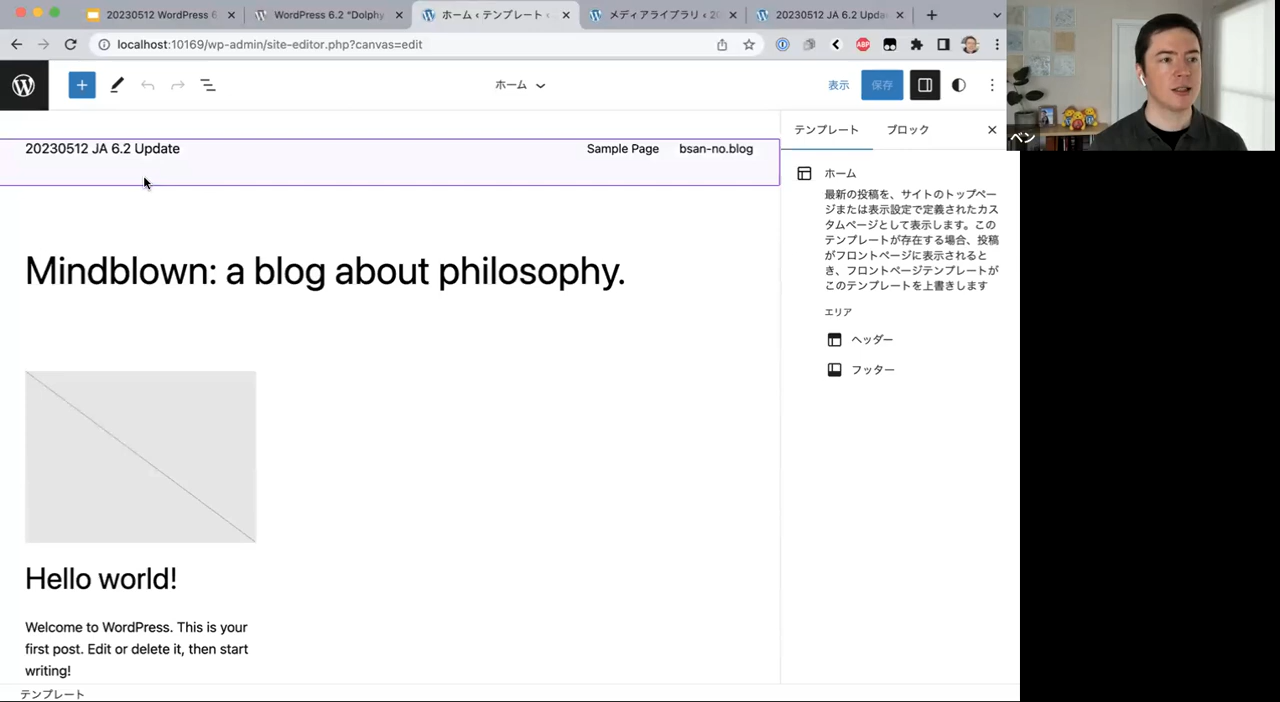 20230512 WordPress 6
WordPress 6.2 “Dolphy
ホーム ‹ テンプレート ‹
メディアライブラリ ‹ 20
20230512 JA 6.2 Upda
localhost:10169/wp-admin/site-editor.php?canvas=edit
ABP
ホーム
表示
保存
ベン
テンプレート
ブロック
20230512 JA 6.2 Update
Sample Page
bsan-no.blog
ホーム
最新の投稿を、サイトのトップペー
ジまたは表示設定で定義されたカス
タムページとして表示します。この
テンプレートが存在する場合、投稿
がフロントページに表示されると
き、フロントページテンプレートが
このテンプレートを上書きします
エリア
ヘッダー
フッター
Mindblown: a blog about philosophy.
Hello world!
Welcome to WordPress. This is your
first post. Edit or delete it, then start
writing!
テンプレート